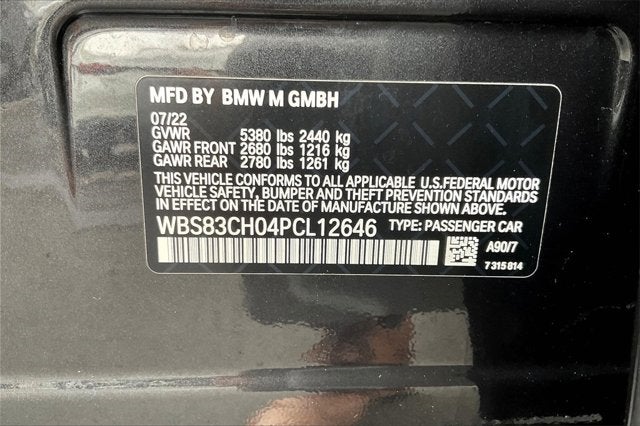 MFD BY BMW M GMBH
07/22
GVWR 5380 lbs 2440 kg
GAWR FRONT 2680 lbs 1216 kg
GAWR REAR 2780 lbs 1261 kg
THIS VEHICLE CONFORMS TO ALL APPLICABLE U.S.FEDERAL MOTOR
VEHICLE SAFETY, BUMPER, AND THEFT PREVENTION STANDARDS
IN EFFECT ON THE DATE OF MANUFACTURE SHOWN ABOVE.
WBS83CH04PCL12646 TYPE: PASSENGER CAR
A90/7
7315814